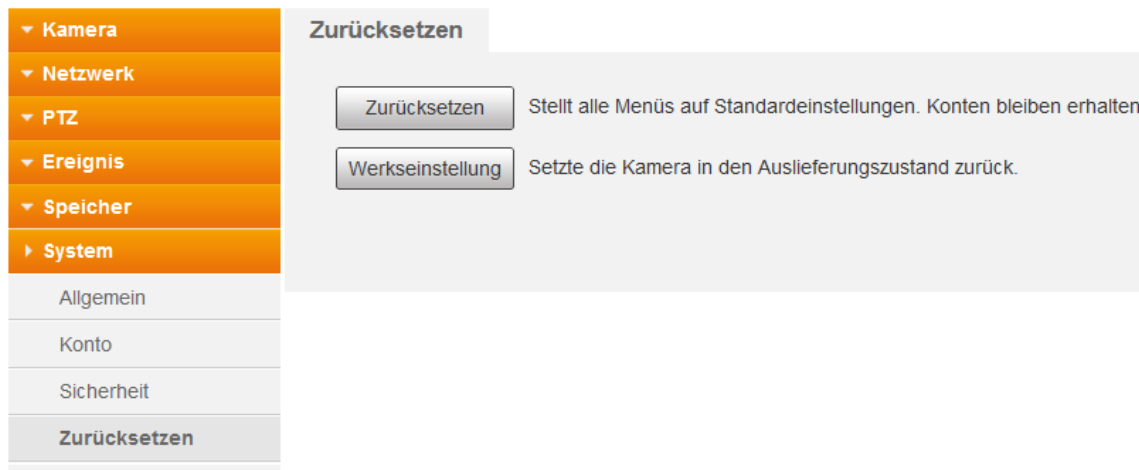 Kamera
Netzwerk
PTZ
Ereignis
Speicher
System
Allgemein
Konto
Sicherheit
Zurücksetzen
Zurücksetzen
Zurücksetzen Stellt alle Menüs auf Standardeinstellungen. Konten bleiben erhalten
Werkseinstellung Setzte die Kamera in den Auslieferungszustand zurück.